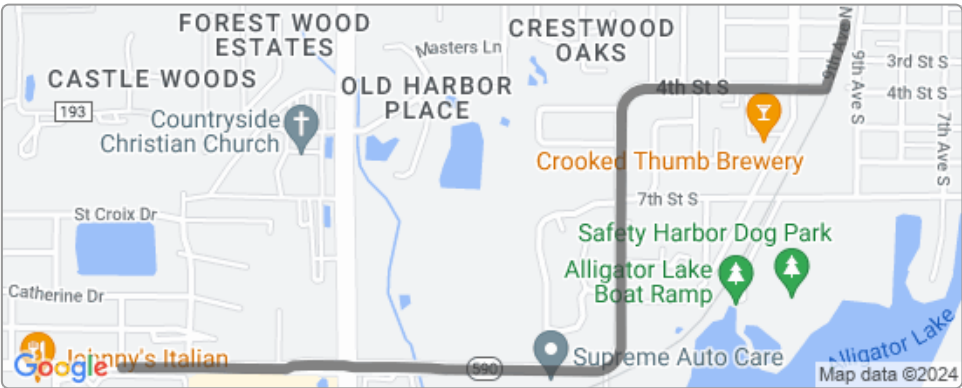 FOREST WOOD
ESTATES
CRESTWOOD
OAKS
Masters Ln
9th Ave N
3rd St S
CASTLE WOODS
OLD HARBOR
PLACE
4th St S
4th St S
9th Ave S
193
Countryside
Christian Church
7th Ave S
Crooked Thumb Brewery
7th St S
St Croix Dr
Safety Harbor Dog Park
Alligator Lake
Boat Ramp
Catherine Dr
Johnny's Italian
Google
590
Supreme Auto Care
Alligator Lake
Map data ©2024